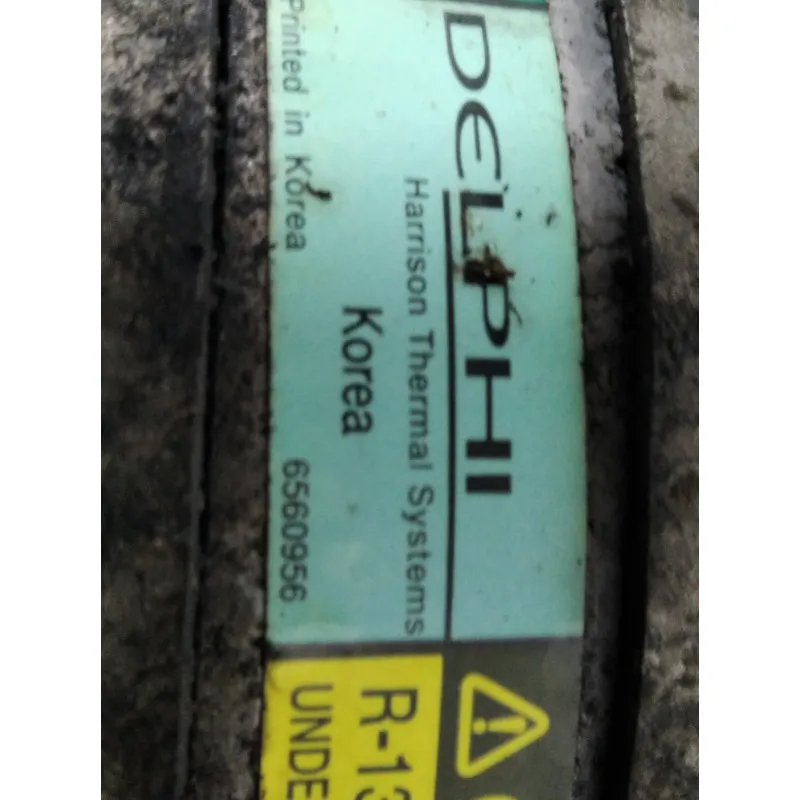 DELPHI
Harrison Thermal Systems
Korea
Printed in Korea 6560956
R-13
UNDE